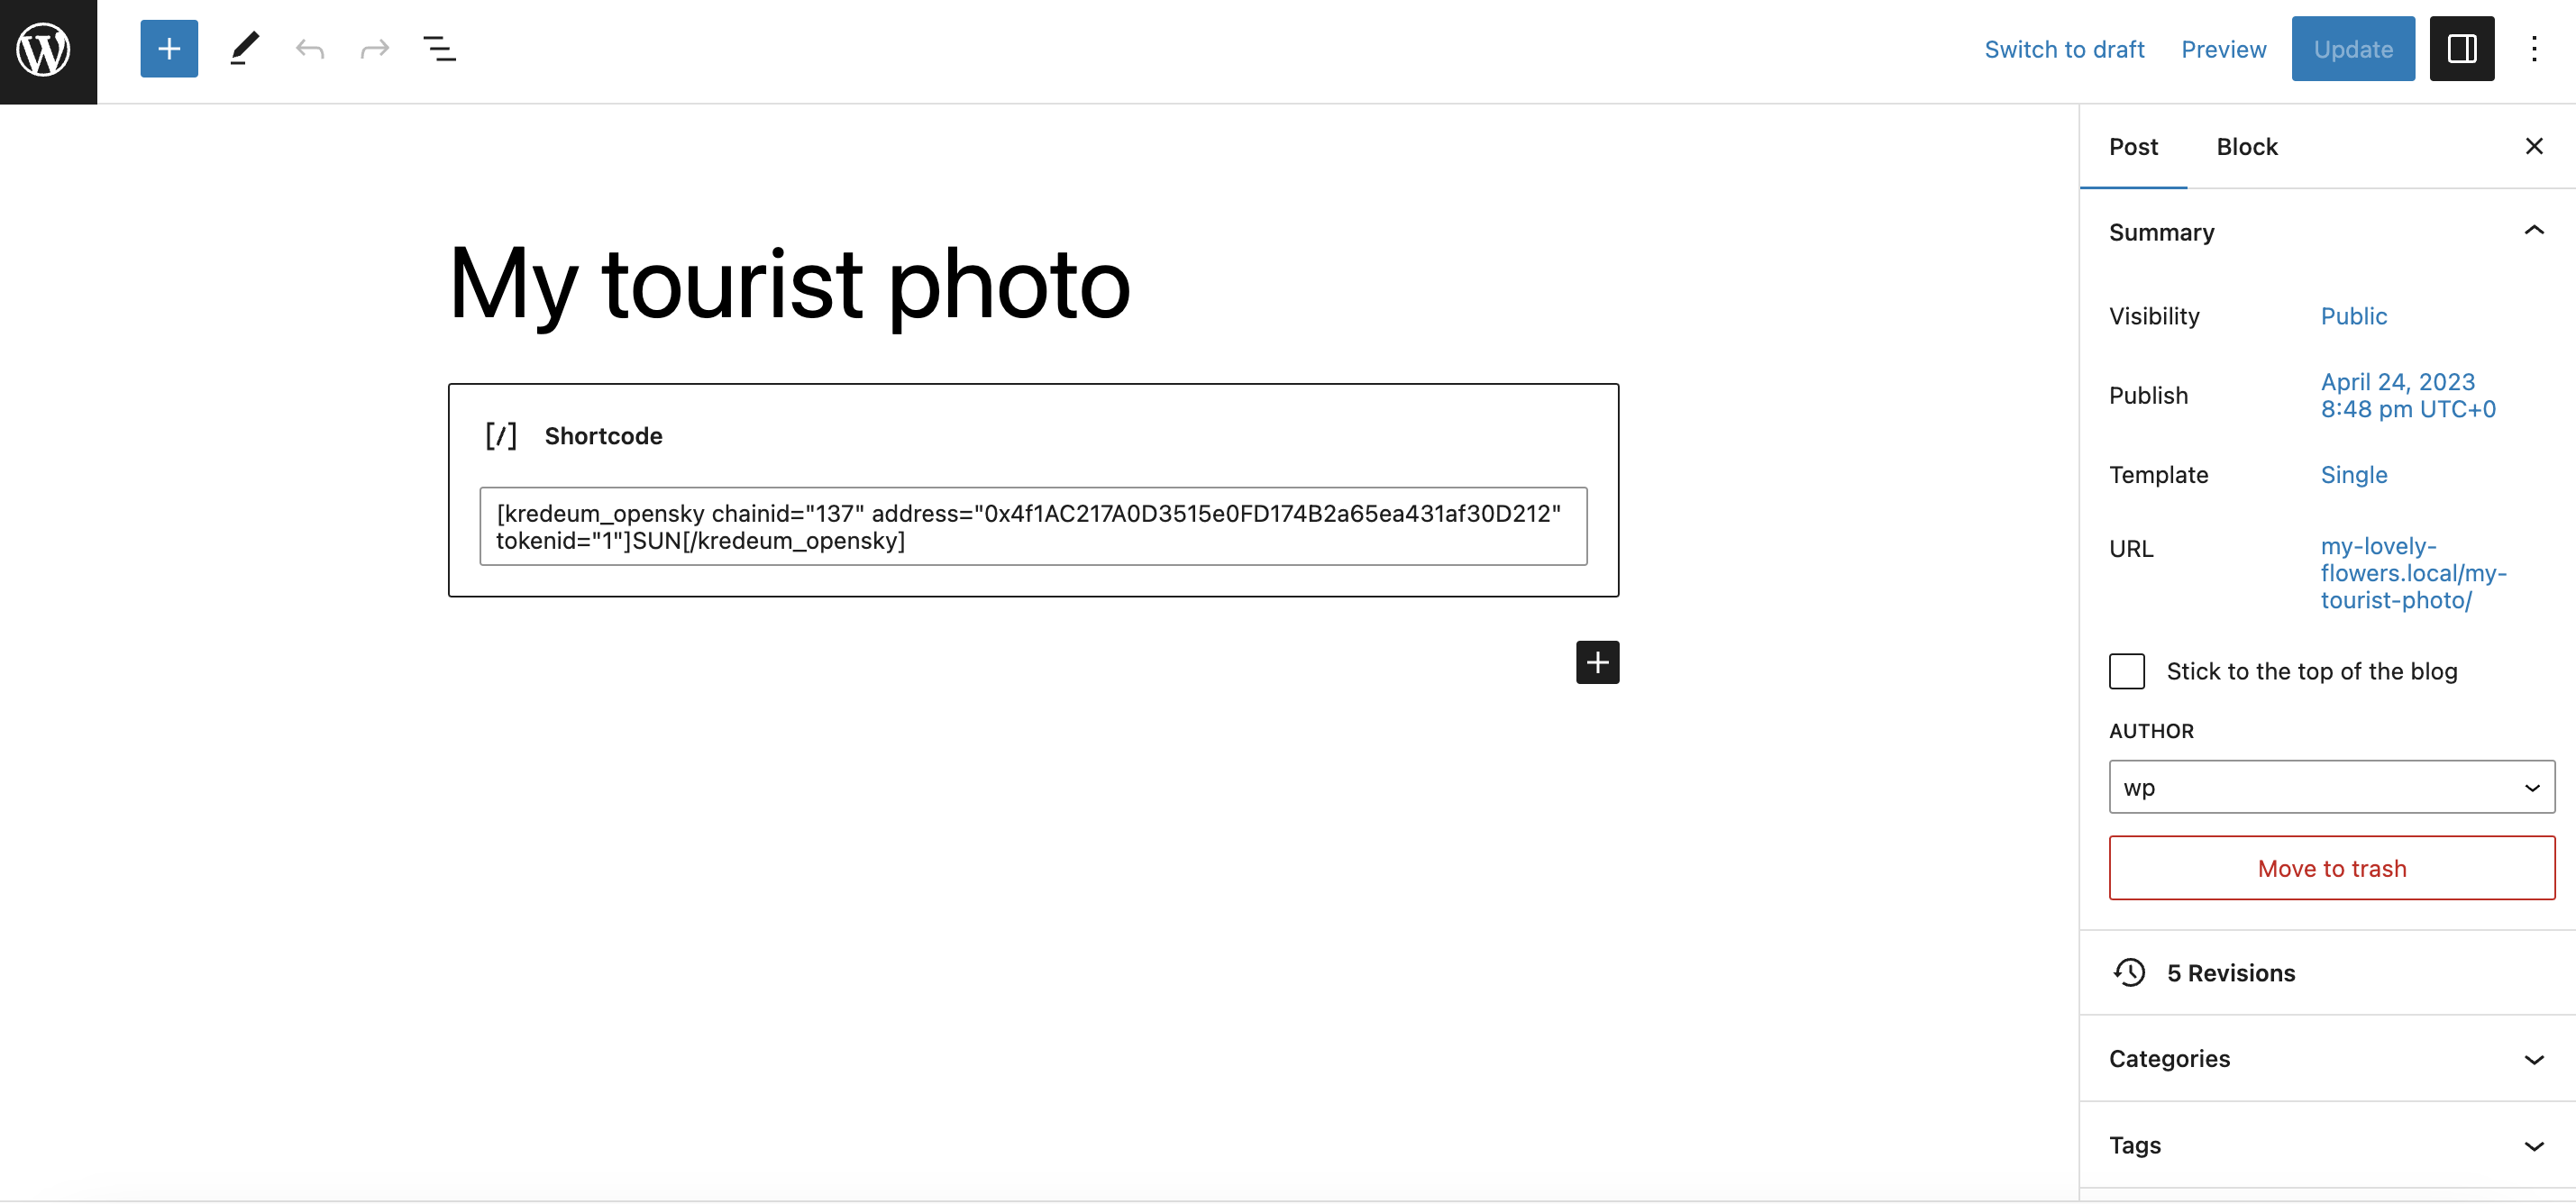 Switch to draft
Preview
Update
Post
Block
My tourist photo
[/] Shortcode
[kredeum_opensky chainid="137" address="0x4f1AC217A0D3515e0FD174B2a65ea431af30D212"
tokenid="1"]SUN[/kredeum_opensky]
Summary
Visibility
Public
Publish
April 24, 2023
8:48 pm UTC+0
Template
Single
URL
my-lovely-
flowers.local/my-
tourist-photo/
Stick to the top of the blog
AUTHOR
wp
Move to trash
5 Revisions
Categories
Tags